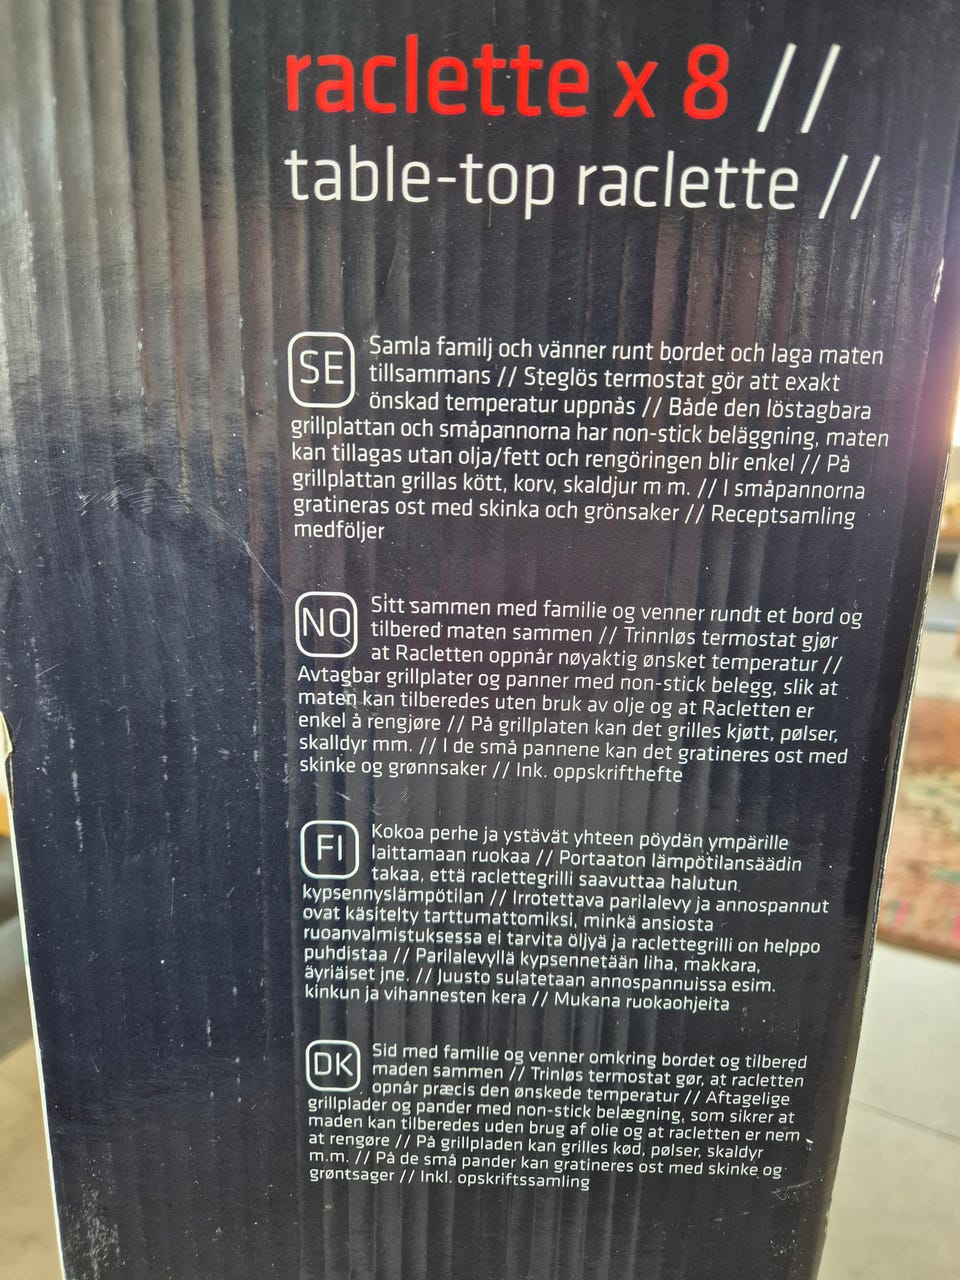 raclette x 8 //
table-top raclette //
SE
Samla familj och vänner runt bordet och laga maten
tillsammans // Steglös termostat gör att exakt
önskad temperatur uppnås // Både den löstagbara
grillplattan och småpannorna har non-stick beläggning, maten
kan tillagas utan olja/fett och rengöringen blir enkel // På
grillplattan grillas kött, korv, skaldjur m m. // I småpannorna
gratineras ost med skinka och grönsaker // Receptsamling
medföljer
NO
Sitt sammen med familie og venner rundt et bord og
tilbered maten sammen // Trinnløs termostat gjør
at Racletten oppnår nøyaktig ønsket temperatur //
Avtagbar grillplater og panner med non-stick belegg, slik at
maten kan tilberedes uten bruk av olje og at Racletten er
enkel å rengjøre // På grillplaten kan det grilles kjøtt, pølser,
skalldyr mm. // I de små pannene kan det gratineres ost med
skinke og grønnsaker // Ink. oppskrifthefte
FI
Kokoa perhe ja ystävät yhteen pöydän ympärille
laittamaan ruokaa // Portaaton lämpötilansäädin
takaa, että raclettegrilli saavuttaa halutun
kypsennyslämpötilan // Irrotettava parilalevy ja annospannut
ovat käsitelty tarttumattomiksi, minkä ansiosta
ruoanvalmistuksessa ei tarvita öljyä ja raclettegrilli on helppo
puhdistaa // Parilalevyllä kypsennetään liha, makkara,
äyriäiset jne. // Juusto sulatetaan annospannuissa esim.
kinkun ja vihannesten kera // Mukana ruokaohjeita
DK
Sid med familie og venner omkring bordet og tilbered
maden sammen // Trinløs termostat gør, at racletten
opnår præcis den ønskede temperatur // Aftagelige
grillplader og pander med non-stick belægning, som sikrer at
maden kan tilberedes uden brug af olie og at racletten er nem
at rengøre // På grillpladen kan grilles kød, pølser, skaldyr
m.m. // På de små pander kan gratineres ost med skinke og
grøntsager // Inkl. opskriftssamling